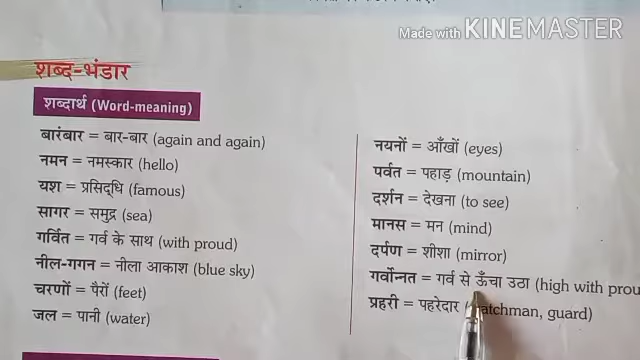 Made with KINEMASTER
शब्द-भंडार
शब्दार्थ (Word-meaning)
बारंबार = बार-बार (again and again)
नमन = नमस्कार (hello)
यश = प्रसिद्धि (famous)
सागर = समुद्र (sea)
गर्वित = गर्व के साथ (with proud)
नील-गगन = नीला आकाश (blue sky)
चरणों = पैरों (feet)
जल = पानी (water)
नयनों = आँखों (eyes)
पर्वत = पहाड़ (mountain)
दर्शन = देखना (to see)
मानस = मन (mind)
दर्पण = शीशा (mirror)
गर्वोन्नत = गर्व से ऊँचा उठा (high with prou
प्रहरी = पहरेदार atchman, guard)